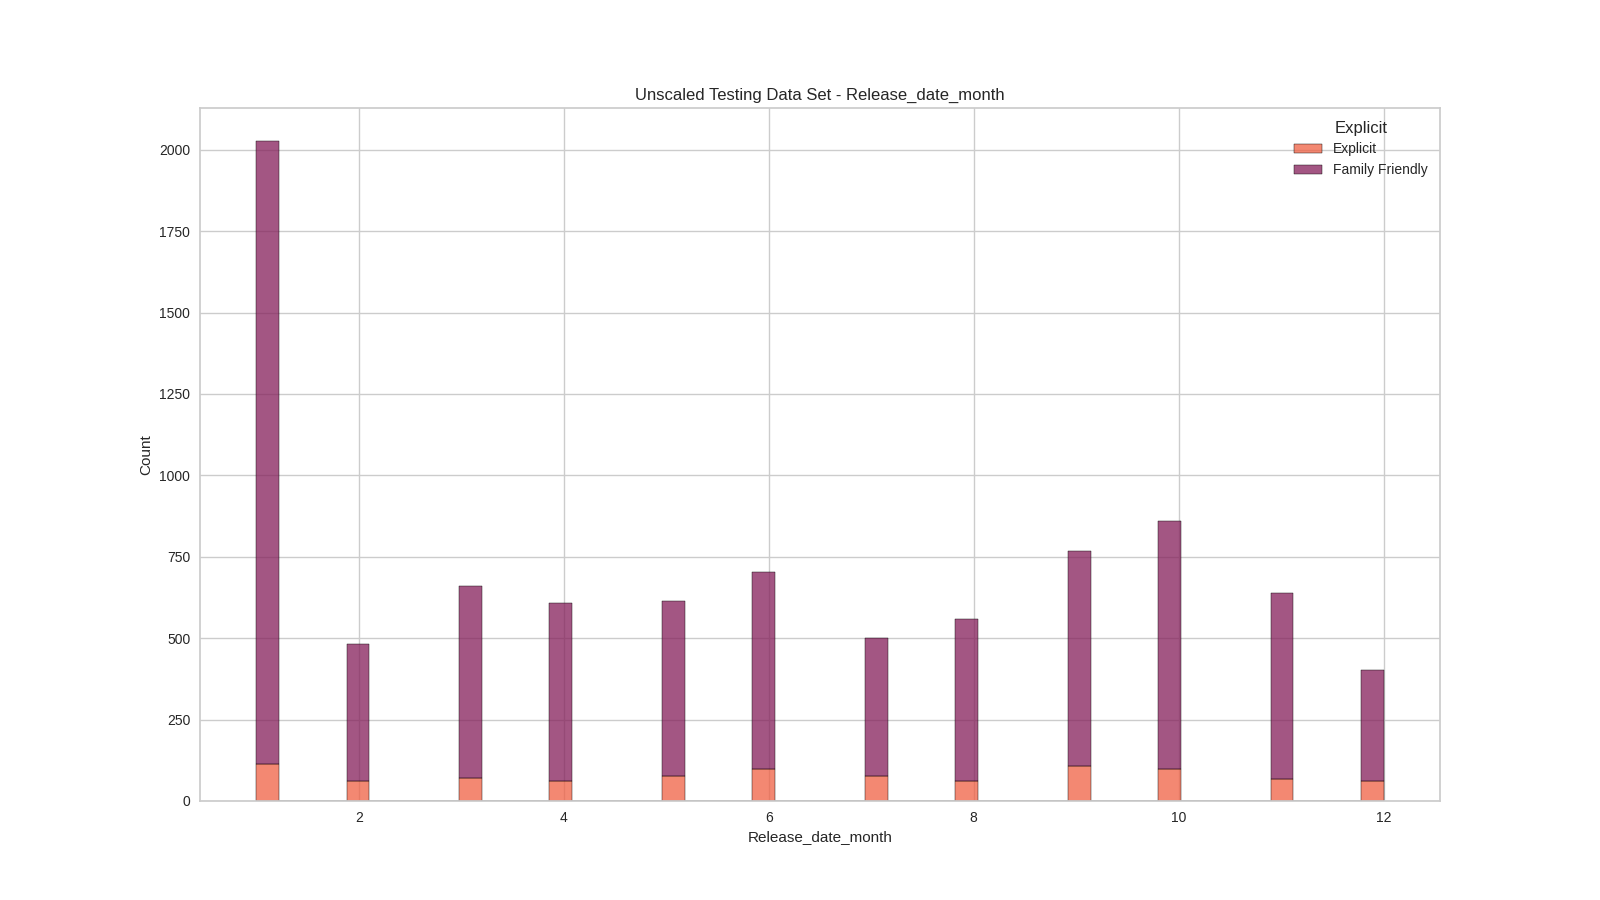 Unscaled Testing Data Set - Release_date_month
Explicit
Explicit
Family Friendly
2000
1750
1500
1250
1000
750
500
250
0
Count
2 4 6 8 10 12
Release_date_month